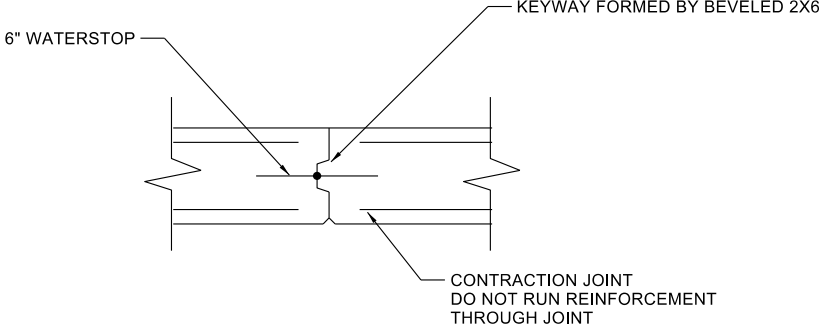 KEYWAY FORMED BY BEVELED 2X6
6" WATERSTOP
CONTRACTION JOINT
DO NOT RUN REINFORCEMENT
THROUGH JOINT